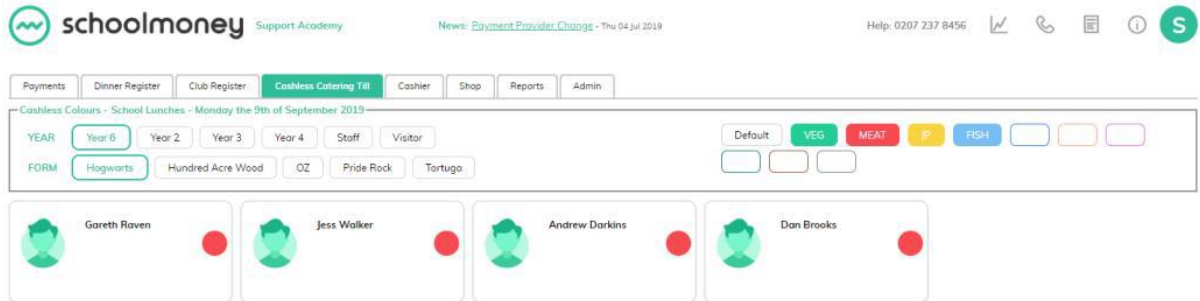 schoolmoney Support Academy News: Payment Provider Change - Thu 04 Jul 2019 Help: 0207 237 8456 S
Payments Dinner Register Club Register Cashless Catering Till Cashier Shop Reports Admin
Cashless Colours - School Lunches - Monday the 9th of September 2019
YEAR Year 6 Year 2 Year 3 Year 4 Staff Visitor Default VEG MEAT JP FISH
FORM Hogwarts Hundred Acre Wood OZ Pride Rock Tortuga
Gareth Raven Jess Walker Andrew Darkins Dan Brooks